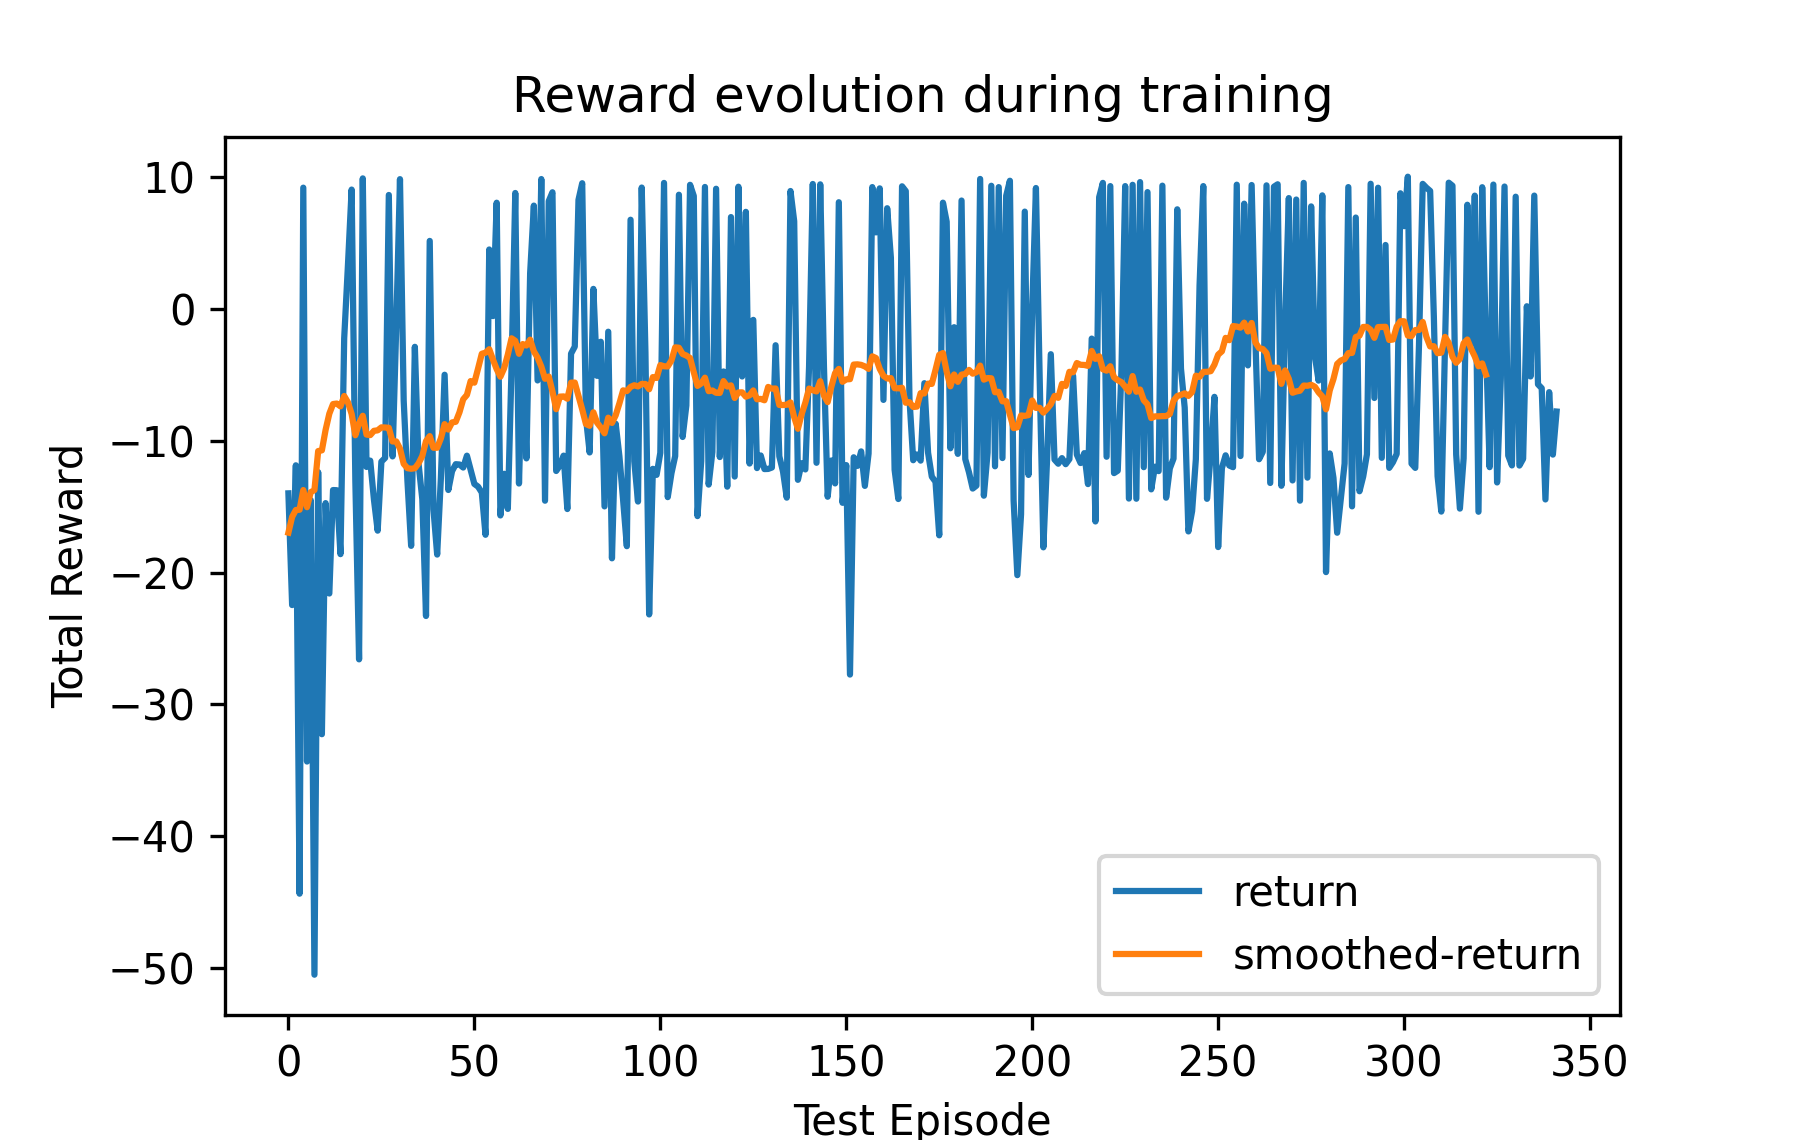 Reward evolution during training
Total Reward
10
0
−10
−20
−30
−40
−50
0 50 100 150 200 250 300 350
Test Episode
return
smoothed-return